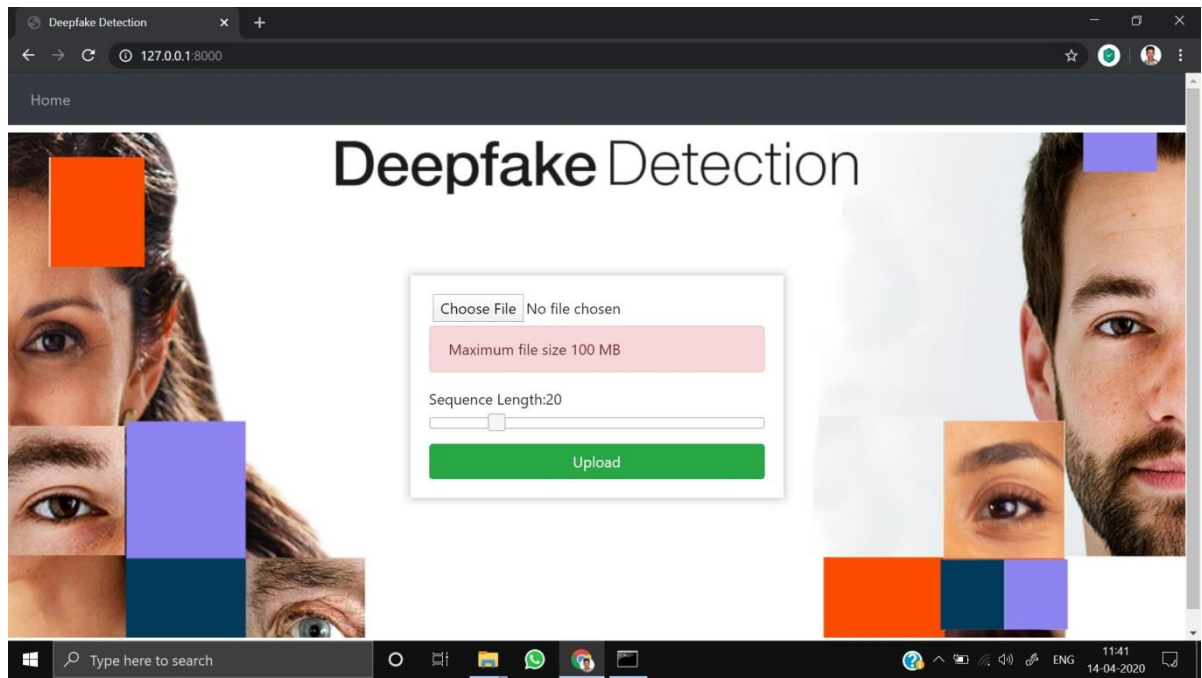 Deepfake Detection
127.0.0.1:8000
Home
Deepfake Detection
Choose File No file chosen
Maximum file size 100 MB
Sequence Length:20
Upload
Type here to search
ENG
11:41
14-04-2020